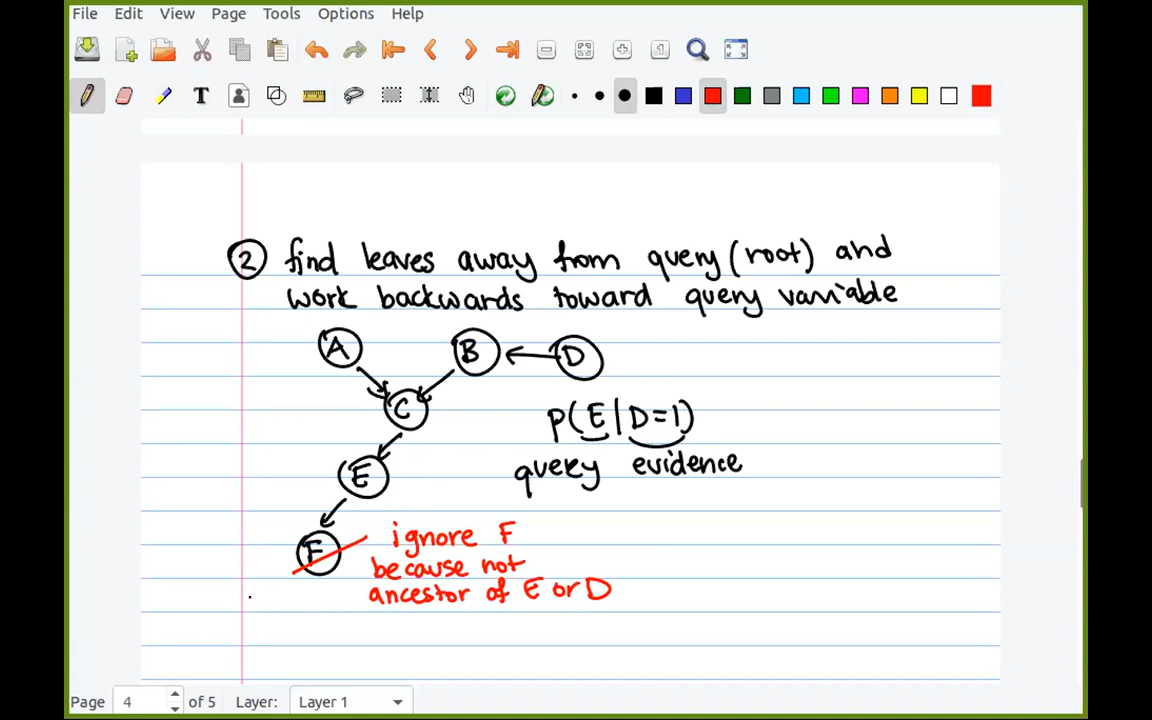 File Edit View Page Tools Options Help
T
2 find leaves away from query (root) and
work backwards toward query variable
A B D
C
p(E|D=1)
E
query evidence
F
ignore F
because not
ancestor of E or D
Page 4 of 5 Layer: Layer 1